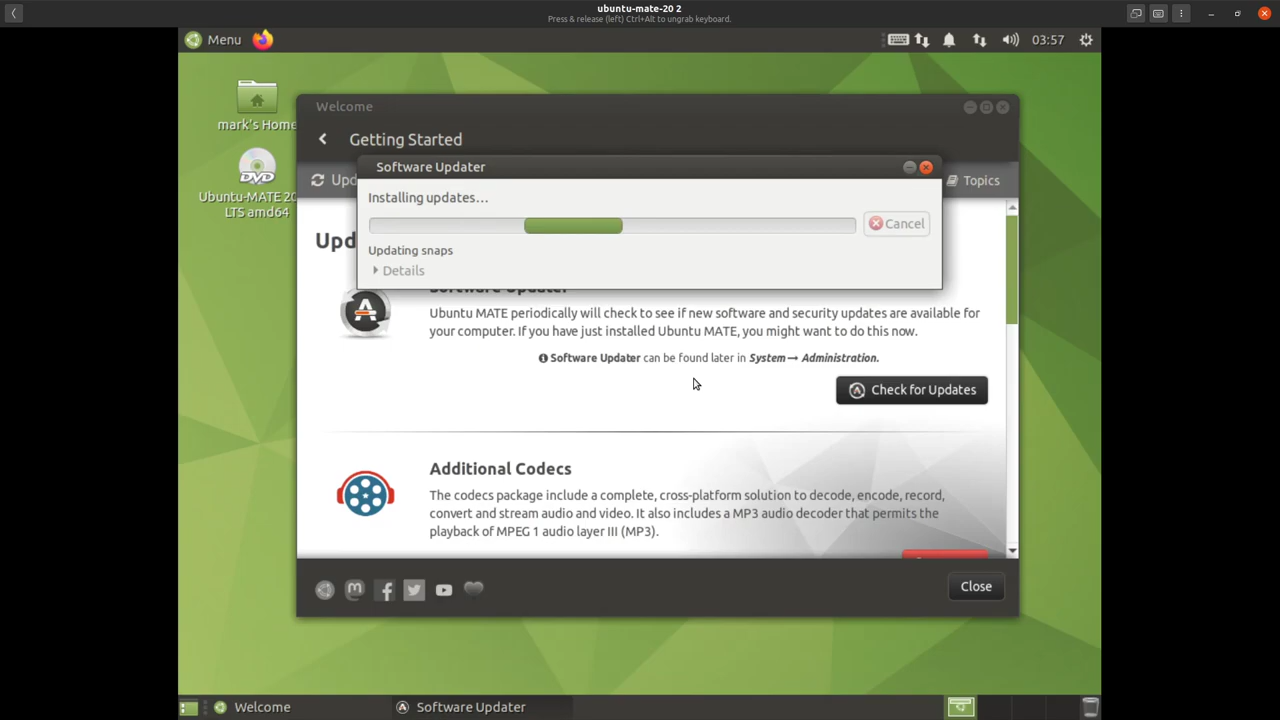 ubuntu-mate-20 2
Press & release (left) Ctrl+Alt to ungrab keyboard.
Menu
03:57
mark's Home
Ubuntu-MATE 20
LTS amd64
Welcome
Getting Started
Upd
Topics
Software Updater
Installing updates…
Cancel
Updating snaps
Details
Upd
Software Updater
Ubuntu MATE periodically will check to see if new software and security updates are available for
your computer. If you have just installed Ubuntu MATE, you might want to do this now.
Software Updater can be found later in System→ Administration.
Check for Updates
Additional Codecs
The codecs package include a complete, cross-platform solution to decode, encode, record,
convert and stream audio and video. It also includes a MP3 audio decoder that permits the
playback of MPEG 1 audio layer III (MP3).
Close
Welcome
Software Updater